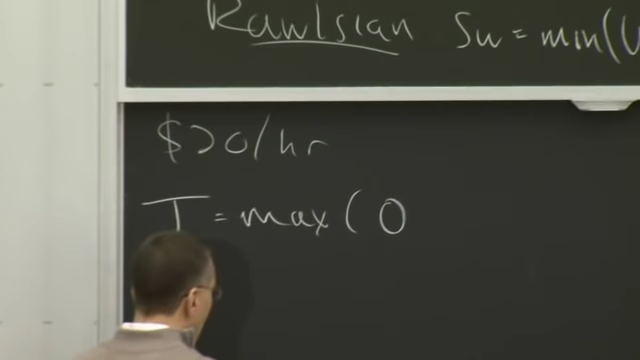 Rawlsian SW = min(U
$20/hr
T = max ( 0